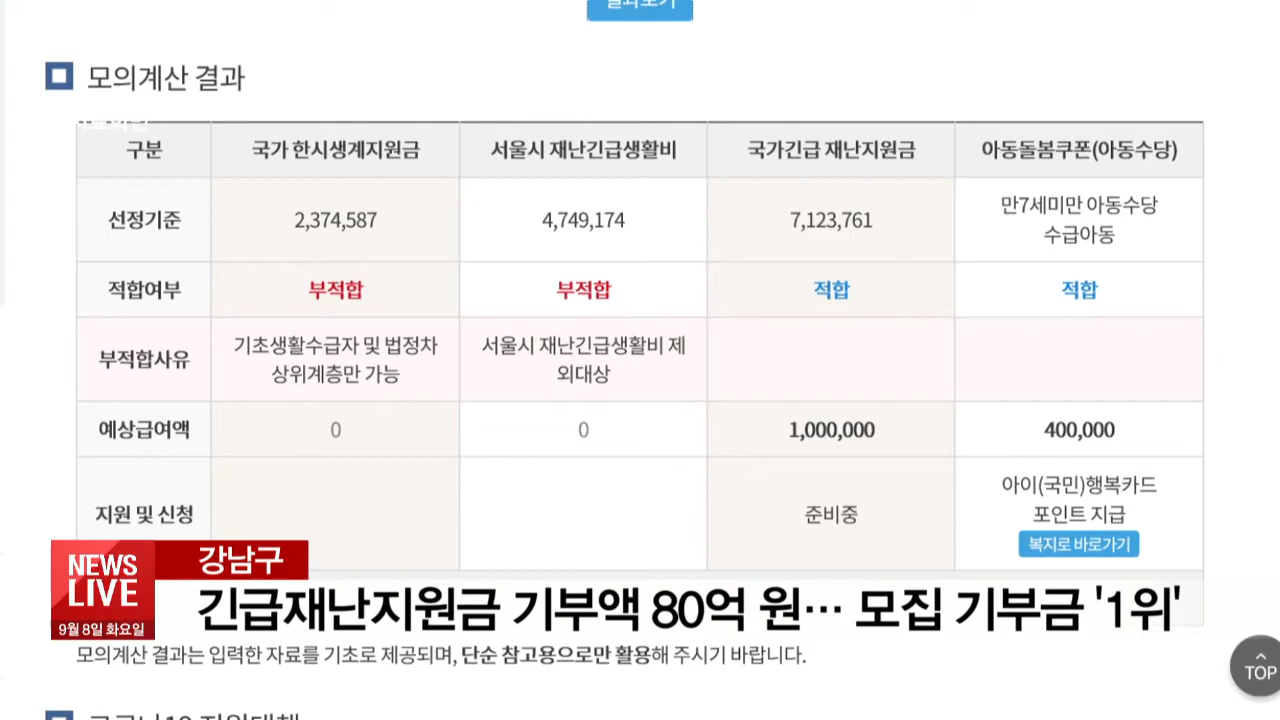 결과보기
모의계산 결과
자료화면
구분 국가 한시생계지원금 서울시 재난긴급생활비 국가긴급 재난지원금 아동돌봄쿠폰(아동수당)
선정기준 2,374,587 4,749,174 7,123,761 만7세미만 아동수당
수급아동
적합여부 부적합 부적합 적합 적합
부적합사유 기초생활수급자 및 법정차 서울시 재난긴급생활비 제
상위계층만 가능 외대상
예상급여액 0 0 1,000,000 400,000
지원 및 신청 준비중 아이(국민)행복카드
포인트 지급
복지로 바로가기
NEWS
LIVE
9월 8일 화요일
강남구
긴급재난지원금 기부액 80억 원… 모집 기부금 '1위'
모의계산 결과는 입력한 자료를 기초로 제공되며, 단순 참고용으로만 활용해 주시기 바랍니다.
TOP